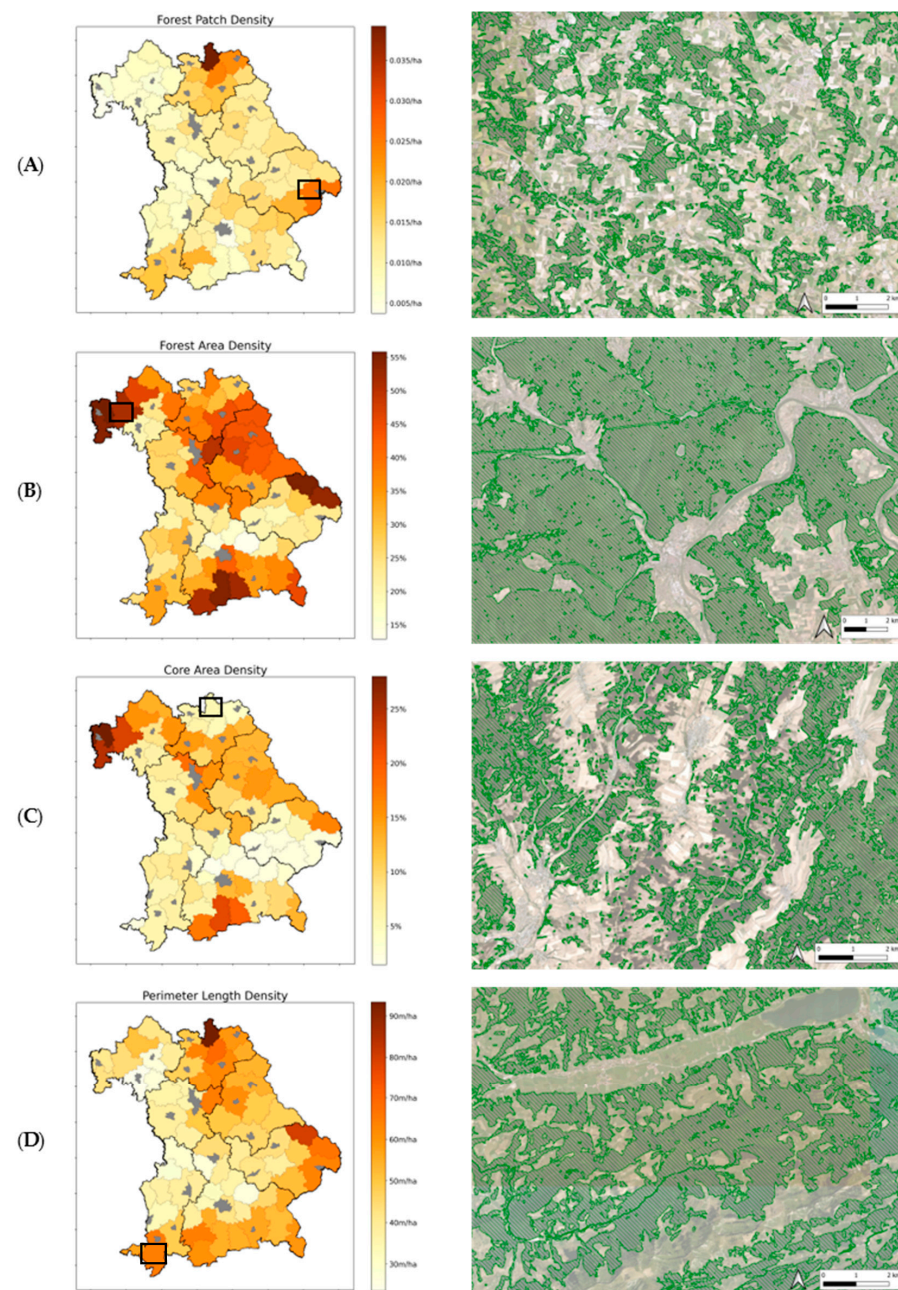 Forest Patch Density
(A)
0.035/ha
0.030/ha
0.025/ha
0.020/ha
0.015/ha
0.010/ha
0.005/ha
0 1 2 km
Forest Area Density
(B)
55%
50%
45%
40%
35%
30%
25%
20%
15%
0 1 2 km
Core Area Density
(C)
25%
20%
15%
10%
5%
0 1 2 km
Perimeter Length Density
(D)
90m/ha
80m/ha
70m/ha
60m/ha
50m/ha
40m/ha
30m/ha
0 1 2 km